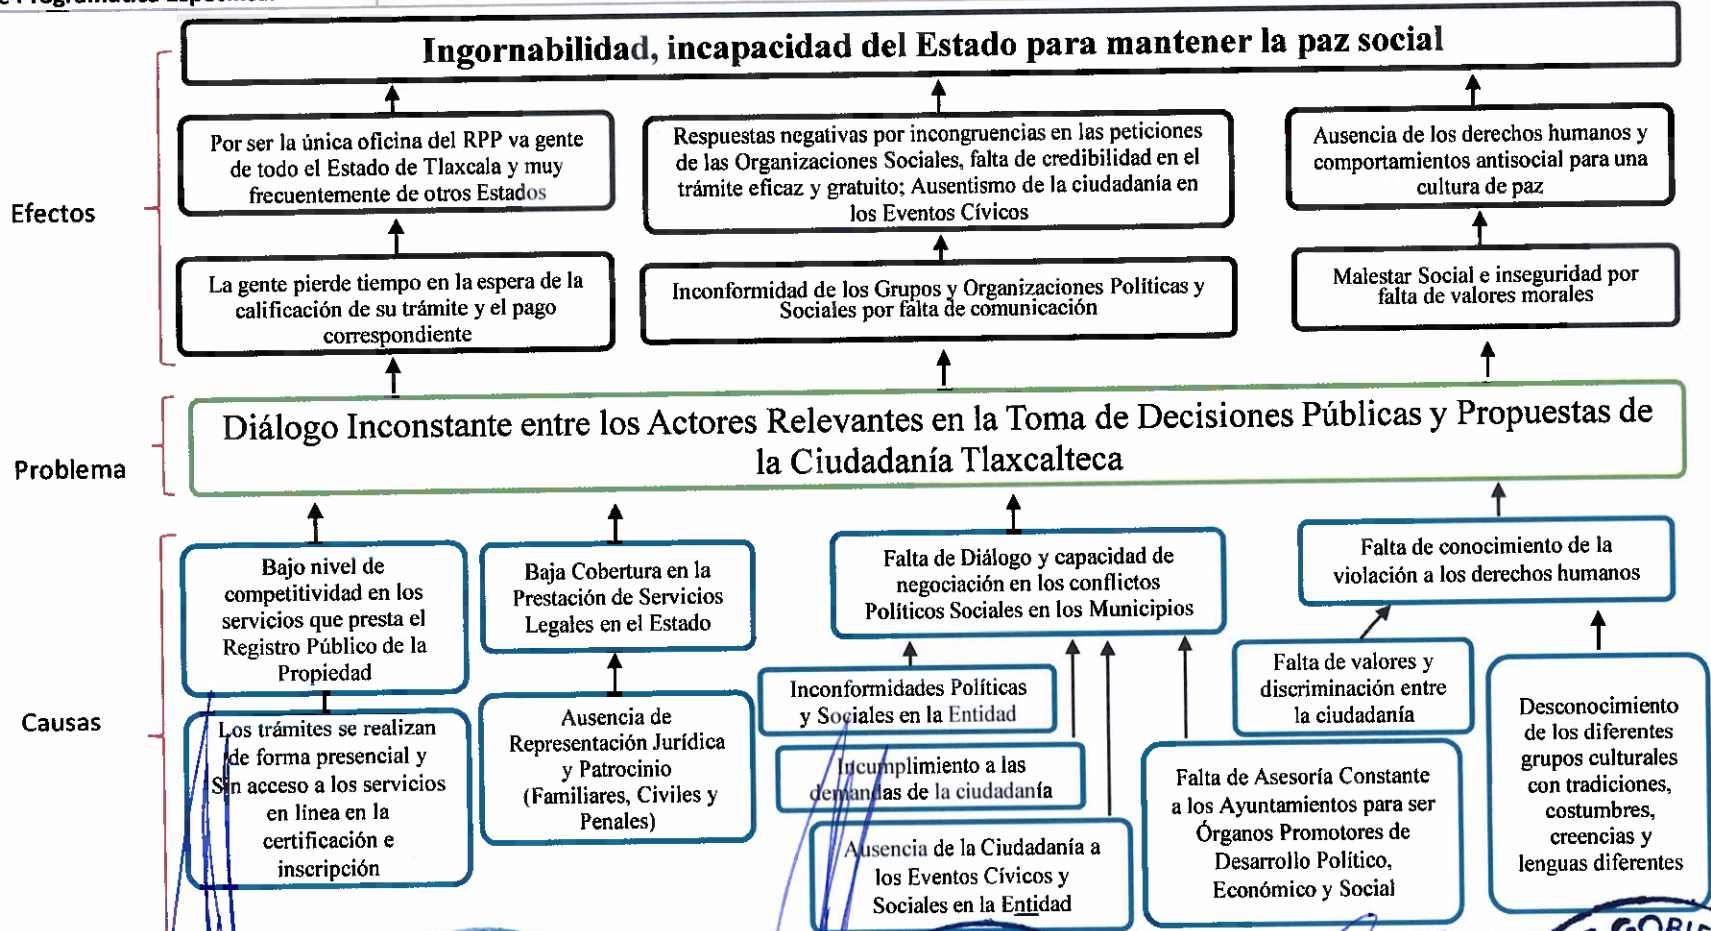 Ingornabilidad, incapacidad del Estado para mantener la paz social
Efectos
Por ser la única oficina del RPP va gente
de todo el Estado de Tlaxcala y muy
frecuentemente de otros Estados
Respuestas negativas por incongruencias en las peticiones
de las Organizaciones Sociales, falta de credibilidad en el
trámite eficaz y gratuito; Ausentismo de la ciudadanía en
los Eventos Cívicos
Ausencia de los derechos humanos y
comportamientos antisocial para una
cultura de paz
La gente pierde tiempo en la espera de la
calificación de su trámite y el pago
correspondiente
Inconformidad de los Grupos y Organizaciones Políticas y
Sociales por falta de comunicación
Malestar Social e inseguridad por
falta de valores morales
Problema
Diálogo Inconstante entre los Actores Relevantes en la Toma de Decisiones Públicas y Propuestas de
la Ciudadanía Tlaxcalteca
Causas
Bajo nivel de
competitividad en los
servicios que presta el
Registro Público de la
Propiedad
Baja Cobertura en la
Prestación de Servicios
Legales en el Estado
Falta de Diálogo y capacidad de
negociación en los conflictos
Políticos Sociales en los Municipios
Falta de conocimiento de la
violación a los derechos humanos
Los trámites se realizan
de forma presencial y
Sin acceso a los servicios
en linea en la
certificación e
inscripción
Ausencia de
Representación Jurídica
y Patrocinio
(Familiares, Civiles y
Penales)
Inconformidades Políticas
y Sociales en la Entidad
Incumplimiento a las
demandas de la ciudadanía
Ausencia de la Ciudadanía a
los Eventos Cívicos y
Sociales en la Entidad
Falta de Asesoría Constante
a los Ayuntamientos para ser
Órganos Promotores de
Desarrollo Político,
Económico y Social
Falta de valores y
discriminación entre
la ciudadanía
Desconocimiento
de los diferentes
grupos culturales
con tradiciones,
costumbres,
creencias y
lenguas diferentes